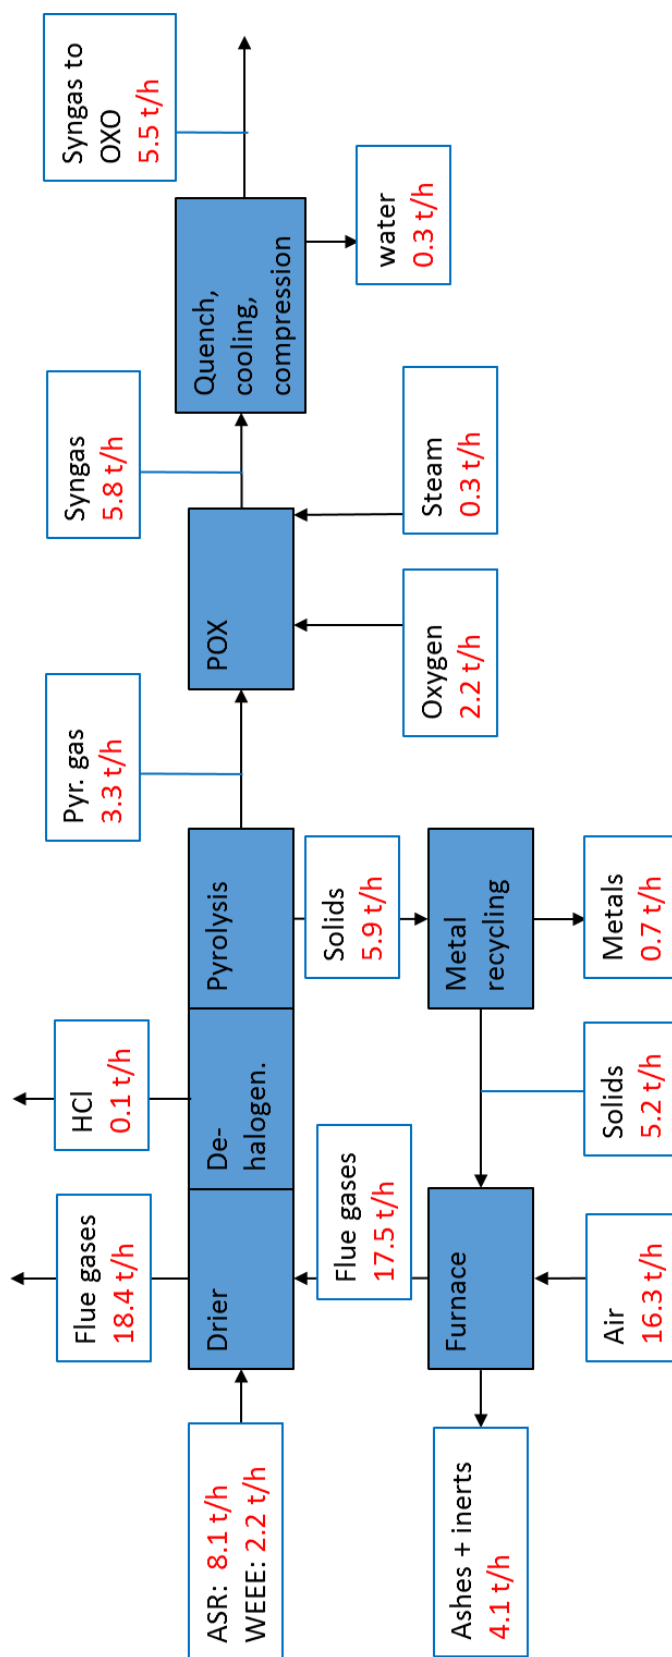 Flue gases
18.4 t/h
HCl
0.1 t/h
Pyr. gas
3.3 t/h
Syngas
5.8 t/h
Syngas to
OXO
5.5 t/h
ASR: 8.1 t/h
WEEE: 2.2 t/h
Drier
De-
halogen.
Pyrolysis
POX
Quench,
cooling,
compression
Flue gases
17.5 t/h
Solids
5.9 t/h
Oxygen
2.2 t/h
Steam
0.3 t/h
water
0.3 t/h
Ashes + inerts
4.1 t/h
Furnace
Metal
recycling
Air
16.3 t/h
Solids
5.2 t/h
Metals
0.7 t/h